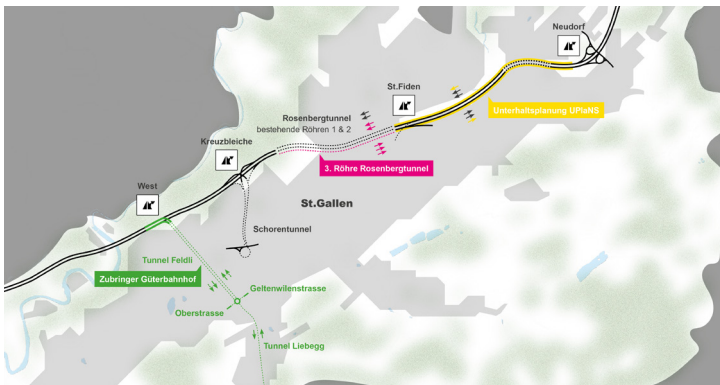 Neudorf
St.Fiden
Unterhaltsplanung UPlaNS
Rosenbergtunnel
bestehende Röhren 1 & 2
Kreuzbleiche
3. Röhre Rosenbergtunnel
West
St.Gallen
Schorentunnel
Tunnel Feldli
Zubringer Güterbahnhof
Geltenwilenstrasse
Oberstrasse
Tunnel Liebegg